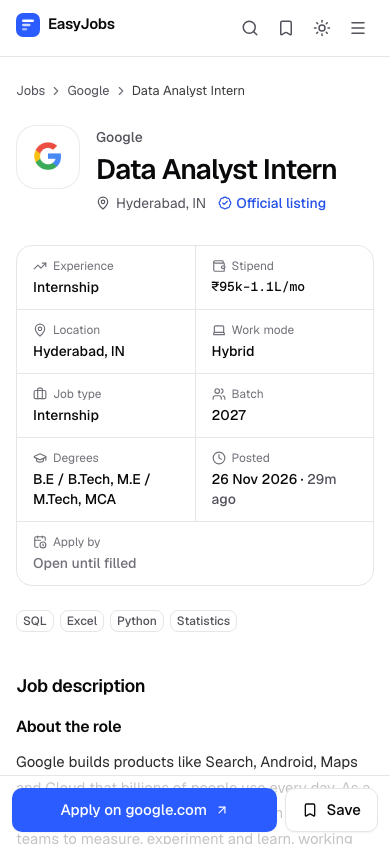 EasyJobs
Jobs > Google > Data Analyst Intern
Google
Data Analyst Intern
Hyderabad, IN Official listing
Experience
Internship
Stipend
₹95k–1.1L/mo
Location
Hyderabad, IN
Work mode
Hybrid
Job type
Internship
Batch
2027
Degrees
B.E / B.Tech, M.E /
M.Tech, MCA
Posted
26 Nov 2026 · 29m
ago
Apply by
Open until filled
SQL Excel Python Statistics
Job description
About the role
Google builds products like Search, Android, Maps
and Cloud that billions of people use every day. As a
Apply on google.com Save
teams to measure, experiment and learn, working